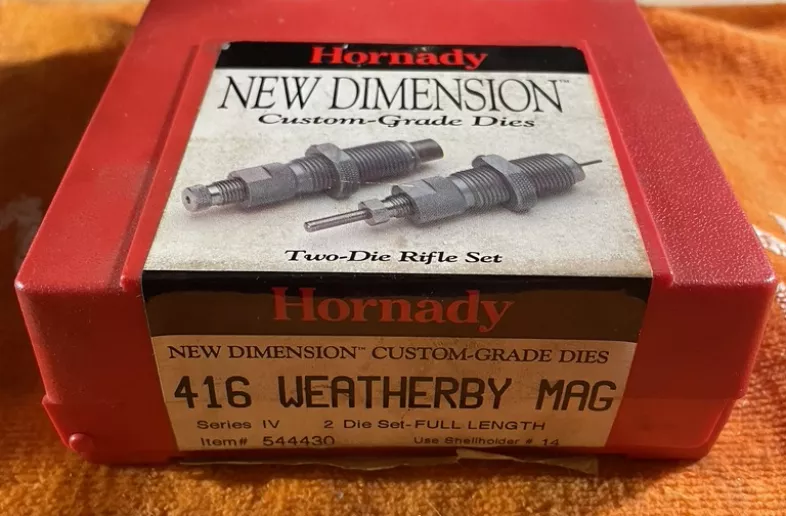 Hornady
NEW DIMENSION™
Custom-Grade Dies
Two-Die Rifle Set
Hornady
NEW DIMENSION™ CUSTOM-GRADE DIES
416 WEATHERBY MAG
Series IV 2 Die Set-FULL LENGTH
Item# 544430 Use Shellholder # 14